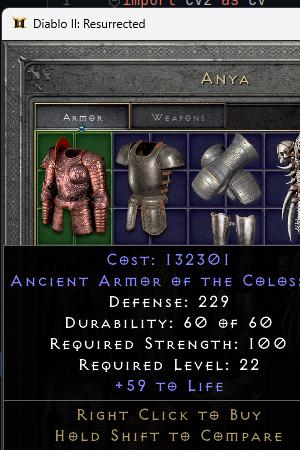 import cv2 as cv
Diablo II: Resurrected
Anya
Armor
Weapons
Cost: 132301
Ancient Armor of the
Defense: 229
Durability: 60 of 60
Required Strength: 100
Required Level: 22
+59 to Life
Right Click to Buy
Hold Shift to Compare